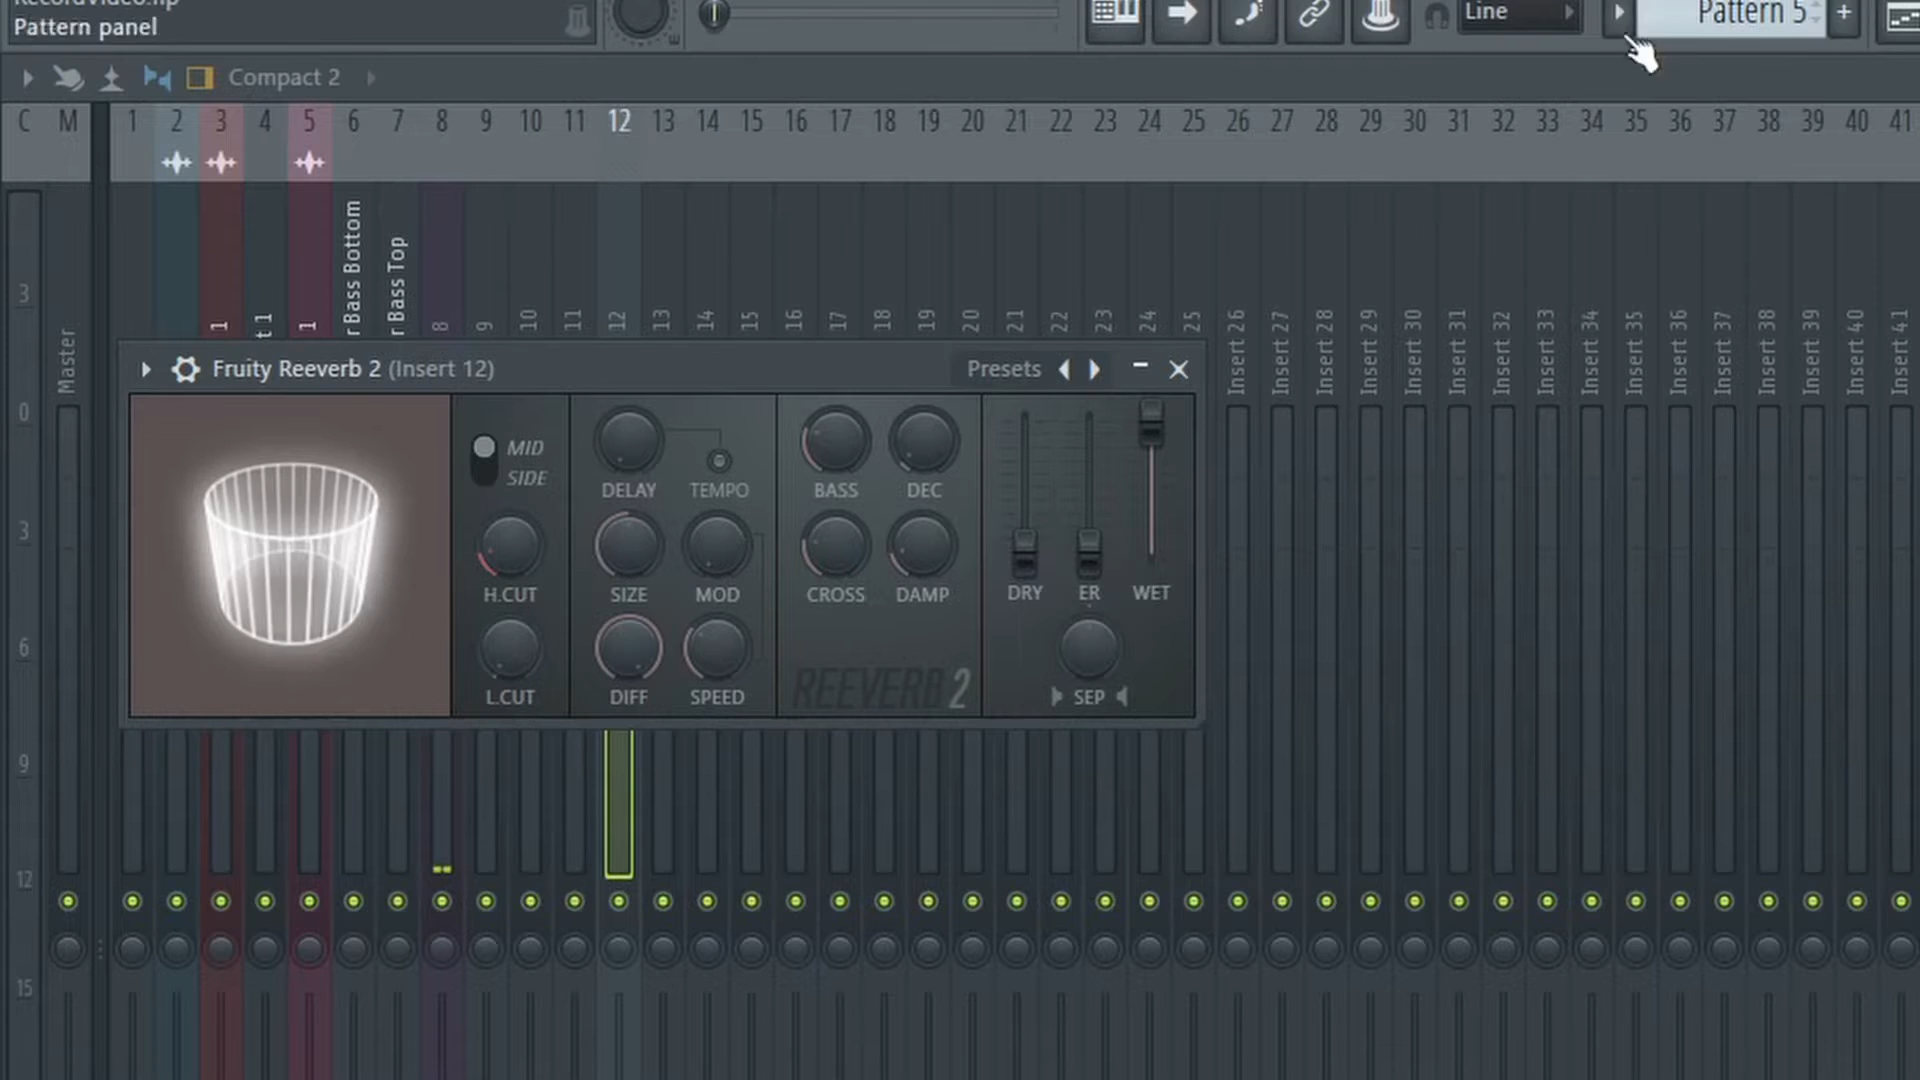 RecordVideo.flp
Pattern panel
Line
Pattern 5
+
Compact 2
C M 1 2 3 4 5 6 7 8 9 10 11 12 13 14 15 16 17 18 19 20 21 22 23 24 25 26 27 28 29 30 31 32 33 34 35 36 37 38 39 40 41
Master
1
t 1
1
r Bass Bottom
r Bass Top
8
9
10
11
12
13
14
15
16
17
18
19
20
21
22
23
24
25
Insert 26
Insert 27
Insert 28
Insert 29
Insert 30
Insert 31
Insert 32
Insert 33
Insert 34
Insert 35
Insert 36
Insert 37
Insert 38
Insert 39
Insert 40
Insert 41
3
0
3
6
9
12
15
Fruity Reeverb 2 (Insert 12)
Presets
MID
SIDE
H.CUT
L.CUT
DELAY TEMPO
SIZE MOD
DIFF SPEED
BASS DEC
CROSS DAMP
REEVERB 2
DRY ER WET
SEP